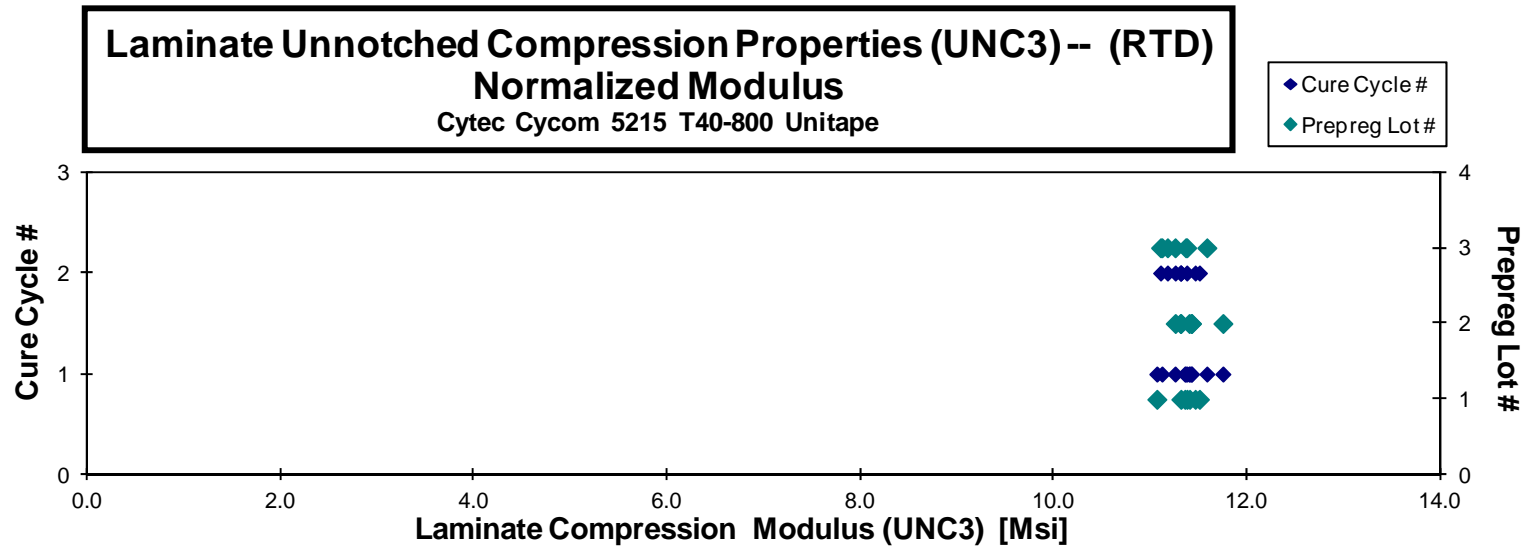 Laminate Unnotched Compression Properties (UNC3) -- (RTD)
Normalized Modulus
Cytec Cycom 5215 T40-800 Unitape
Cure Cycle #
Prepreg Lot #
3
2
1
0
Cure Cycle #
4
3
2
1
0
Prepreg Lot #
0.0 2.0 4.0 6.0 8.0 10.0 12.0 14.0
Laminate Compression Modulus (UNC3) [Msi]